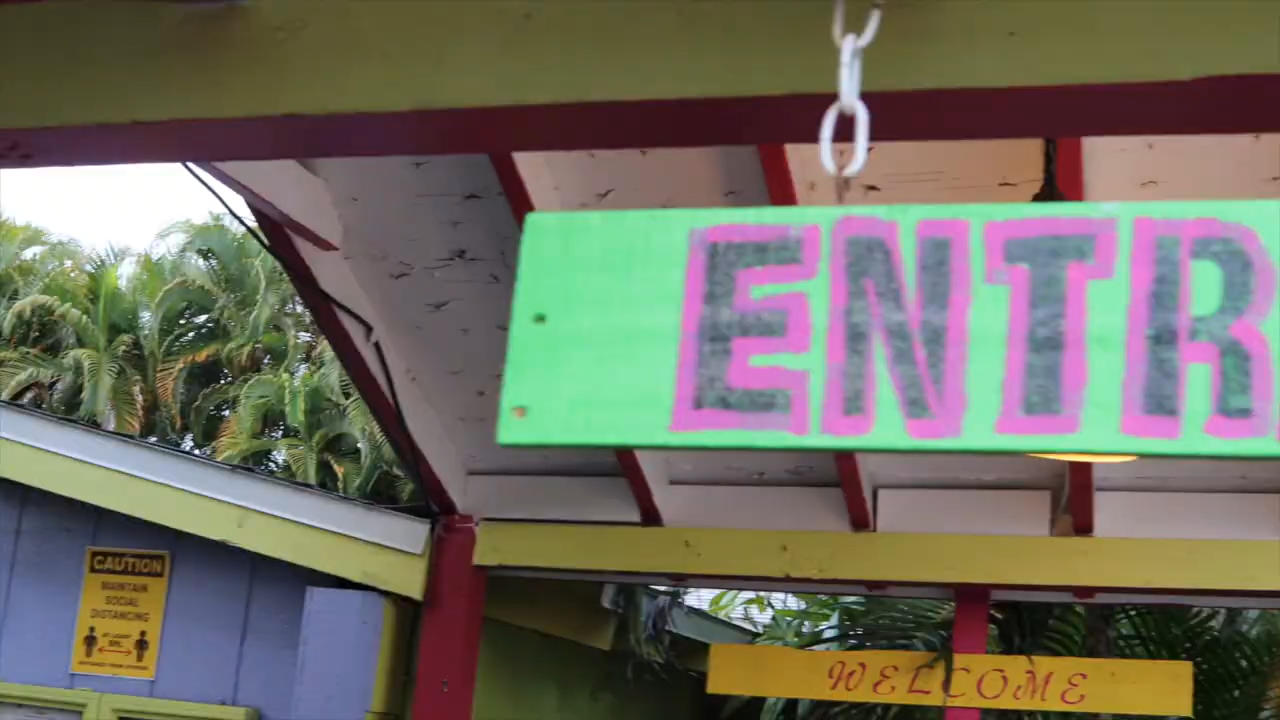 ENTR
CAUTION
MAINTAIN
SOCIAL
DISTANCING
WELCOME